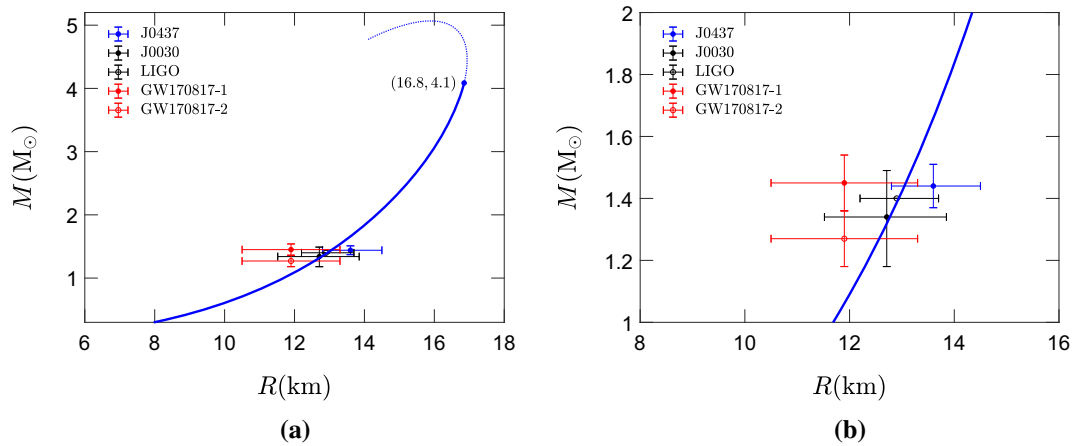 J0437
J0030
LIGO
GW170817-1
GW170817-2
(16.8, 4.1)
5
4
3
2
1
M(M⊙)
6 8 10 12 14 16 18
R(km)
(a)
J0437
J0030
LIGO
GW170817-1
GW170817-2
2
1.8
1.6
1.4
1.2
1
M(M⊙)
8 10 12 14 16
R(km)
(b)